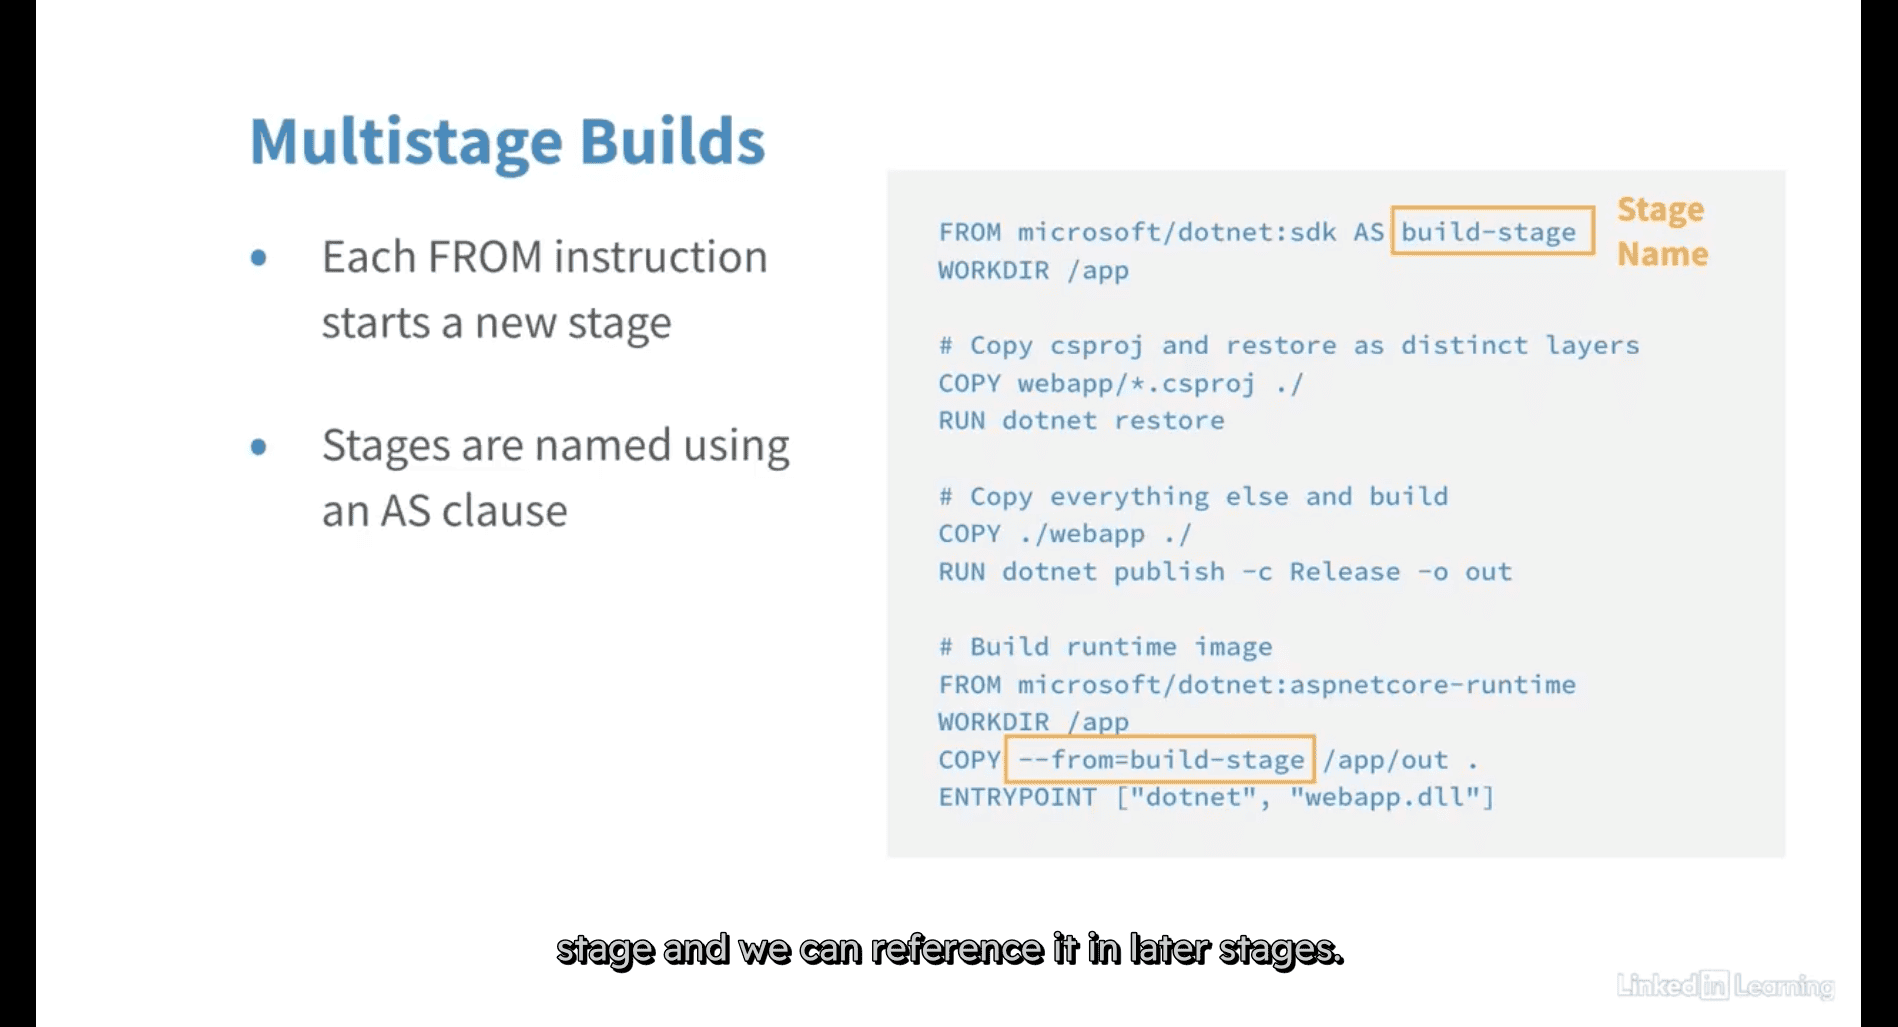 Multistage Builds
• Each FROM instruction
starts a new stage
• Stages are named using
an AS clause
FROM microsoft/dotnet:sdk AS build-stage
Stage
Name
WORKDIR /app
# Copy csproj and restore as distinct layers
COPY webapp/*.csproj ./
RUN dotnet restore
# Copy everything else and build
COPY ./webapp ./
RUN dotnet publish -c Release -o out
# Build runtime image
FROM microsoft/dotnet:aspnetcore-runtime
WORKDIR /app
COPY --from=build-stage /app/out .
ENTRYPOINT ["dotnet", "webapp.dll"]
stage and we can reference it in later stages.
Linked in Learning